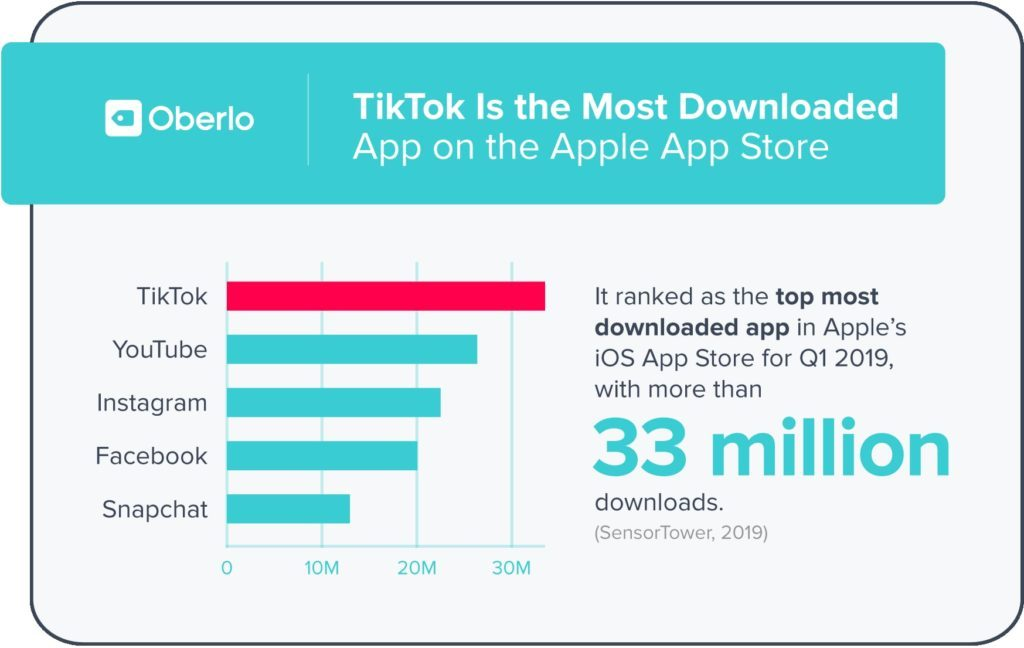 Oberlo
TikTok Is the Most Downloaded
App on the Apple App Store
TikTok
YouTube
Instagram
Facebook
Snapchat
0 10M 20M 30M
It ranked as the top most
downloaded app in Apple’s
iOS App Store for Q1 2019,
with more than
33 million
downloads.
(SensorTower, 2019)